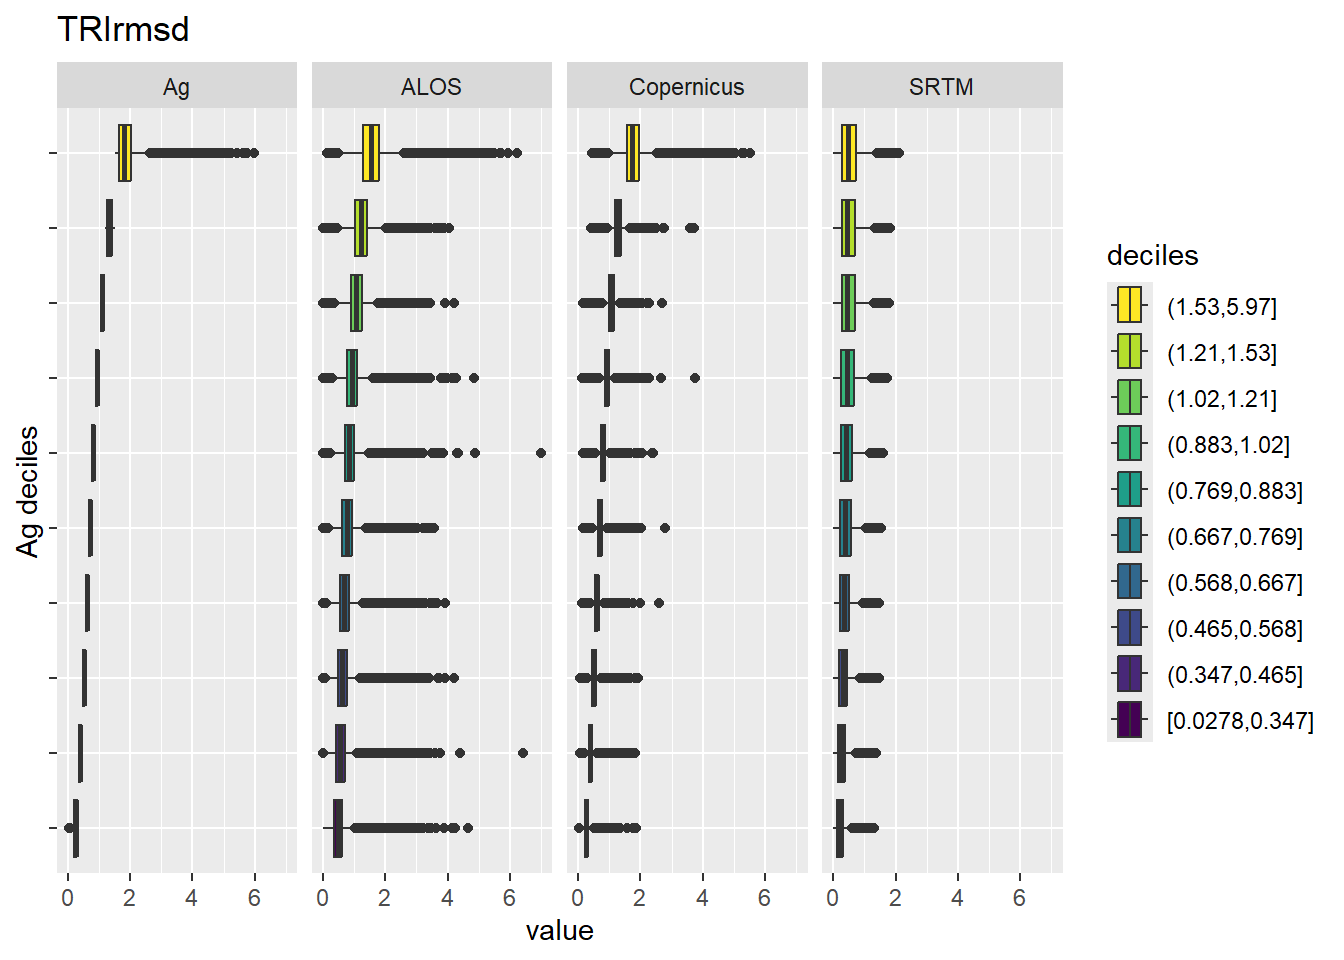 TRIrmsd
Ag
ALOS
Copernicus
SRTM
Ag deciles
0 2 4 6
0 2 4 6
0 2 4 6
0 2 4 6
value
deciles
(1.53,5.97]
(1.21,1.53]
(1.02,1.21]
(0.883,1.02]
(0.769,0.883]
(0.667,0.769]
(0.568,0.667]
(0.465,0.568]
(0.347,0.465]
[0.0278,0.347]